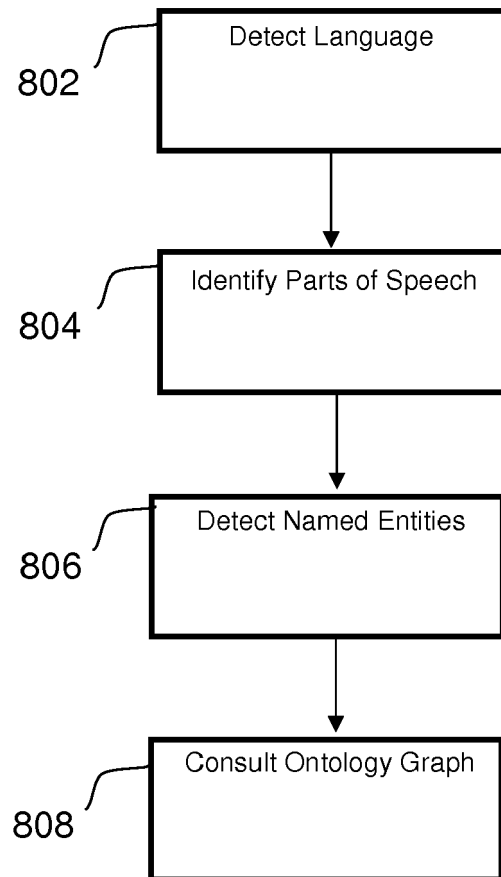 Detect Language
802
Identify Parts of Speech
804
Detect Named Entities
806
Consult Ontology Graph
808